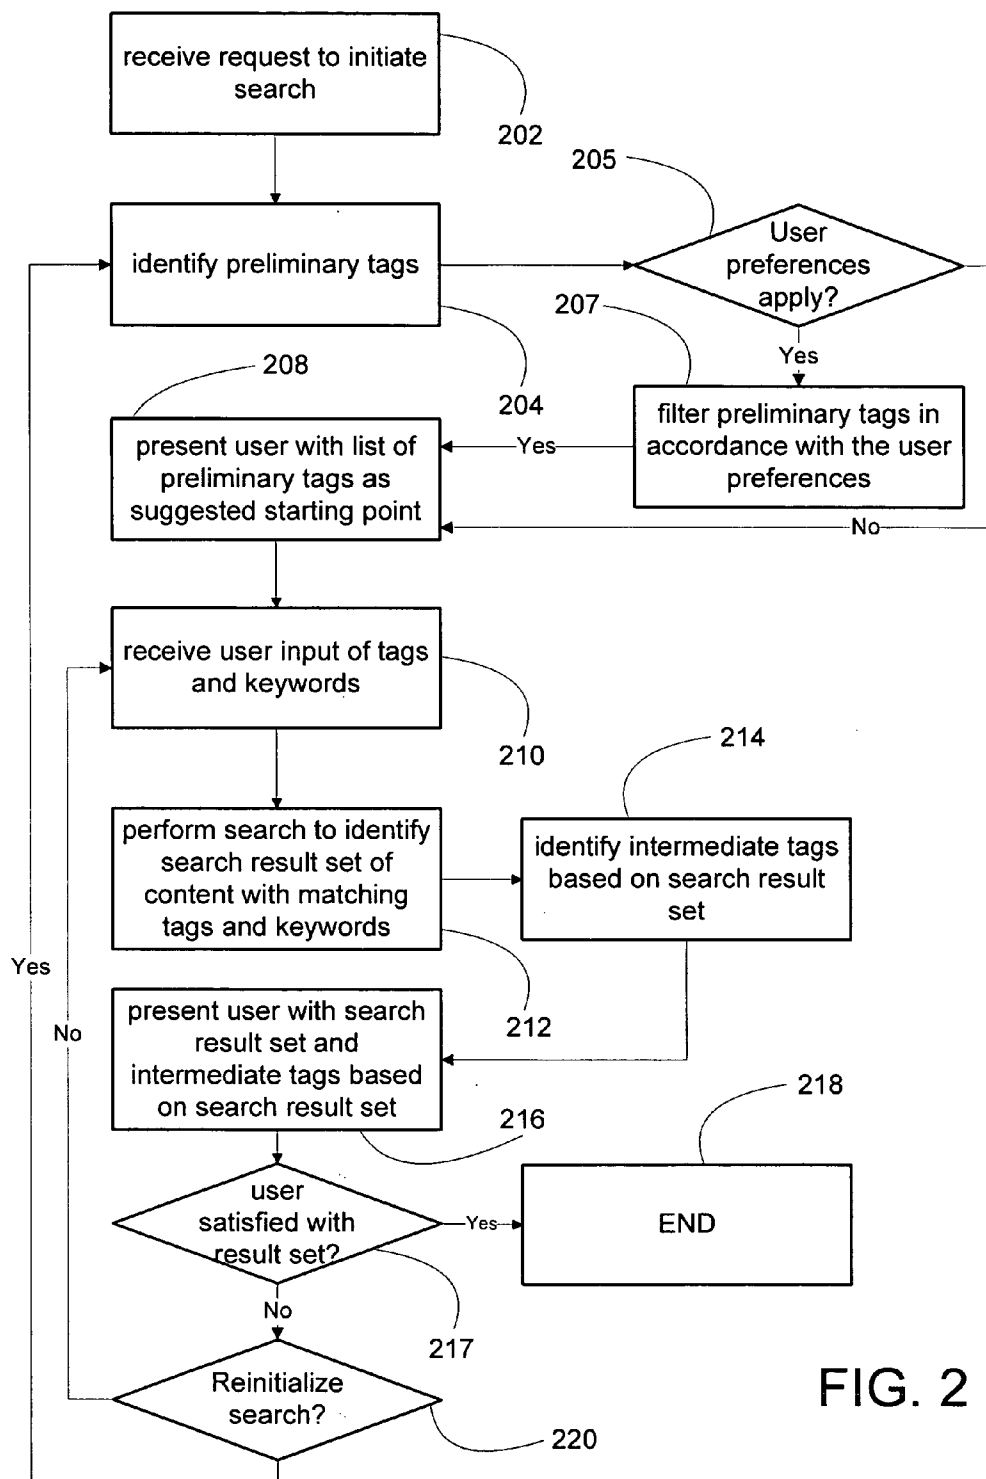 receive request to initiate
search
202
205
identify preliminary tags
User
preferences
apply?
207
Yes
208
204
present user with list of
preliminary tags as
suggested starting point
Yes
filter preliminary tags in
accordance with the user
preferences
No
receive user input of tags
and keywords
210
214
perform search to identify
search result set of
content with matching
tags and keywords
identify intermediate tags
based on search result
set
Yes
No
212
present user with search
result set and
intermediate tags based
on search result set
216
218
user
satisfied with
result set?
Yes
END
No
217
Reinitialize
search?
220
FIG. 2